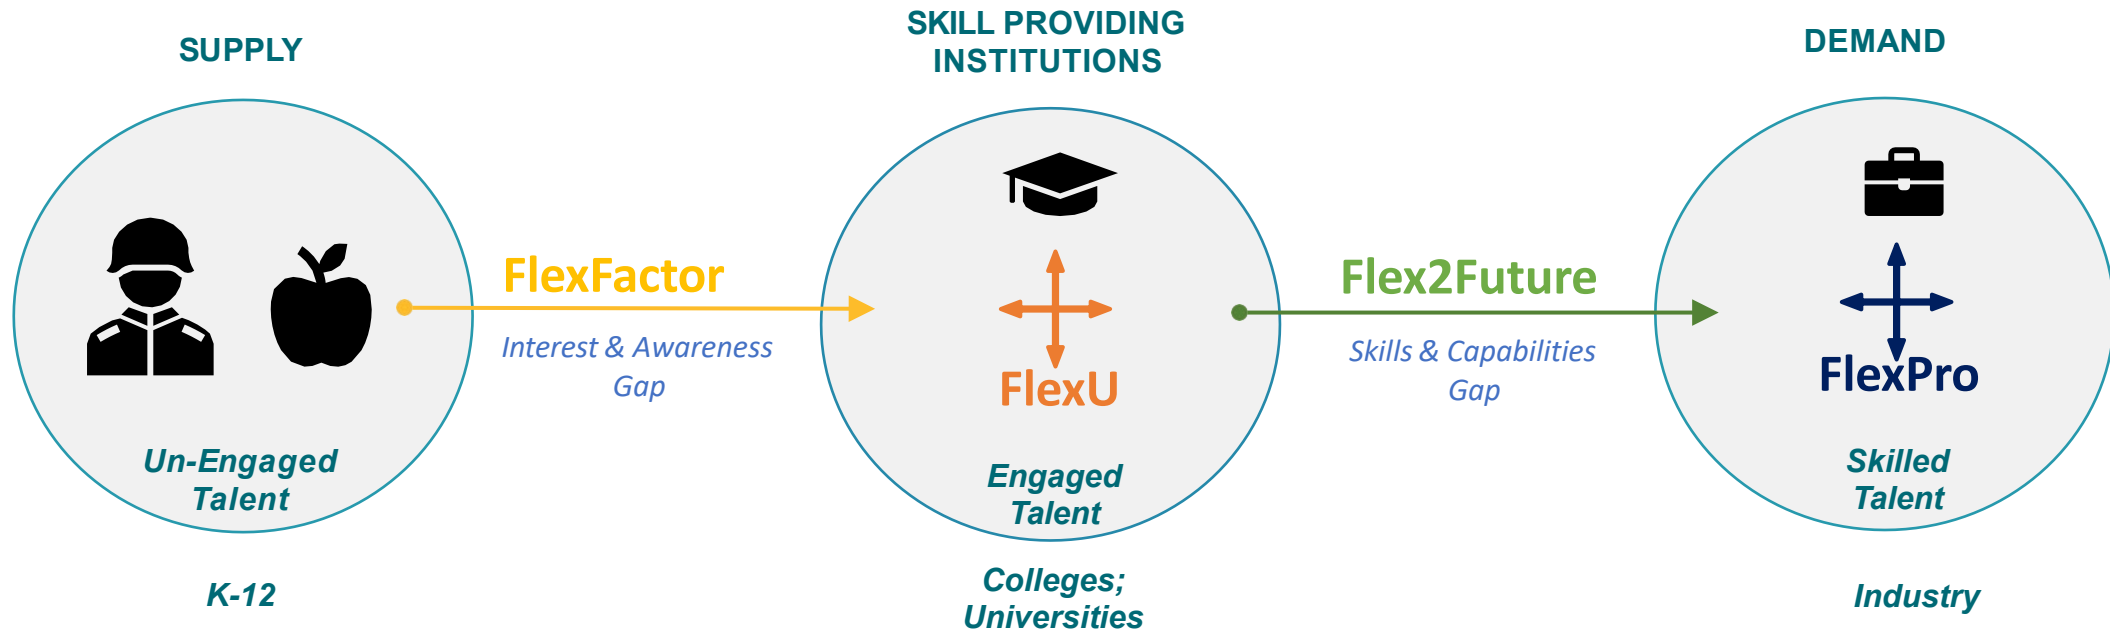 SUPPLY
SKILL PROVIDING
INSTITUTIONS
DEMAND
FlexFactor
Interest & Awareness
Gap
Un-Engaged
Talent
K-12
FlexU
Engaged
Talent
Colleges;
Universities
Flex2Future
Skills & Capabilities
Gap
FlexPro
Skilled
Talent
Industry